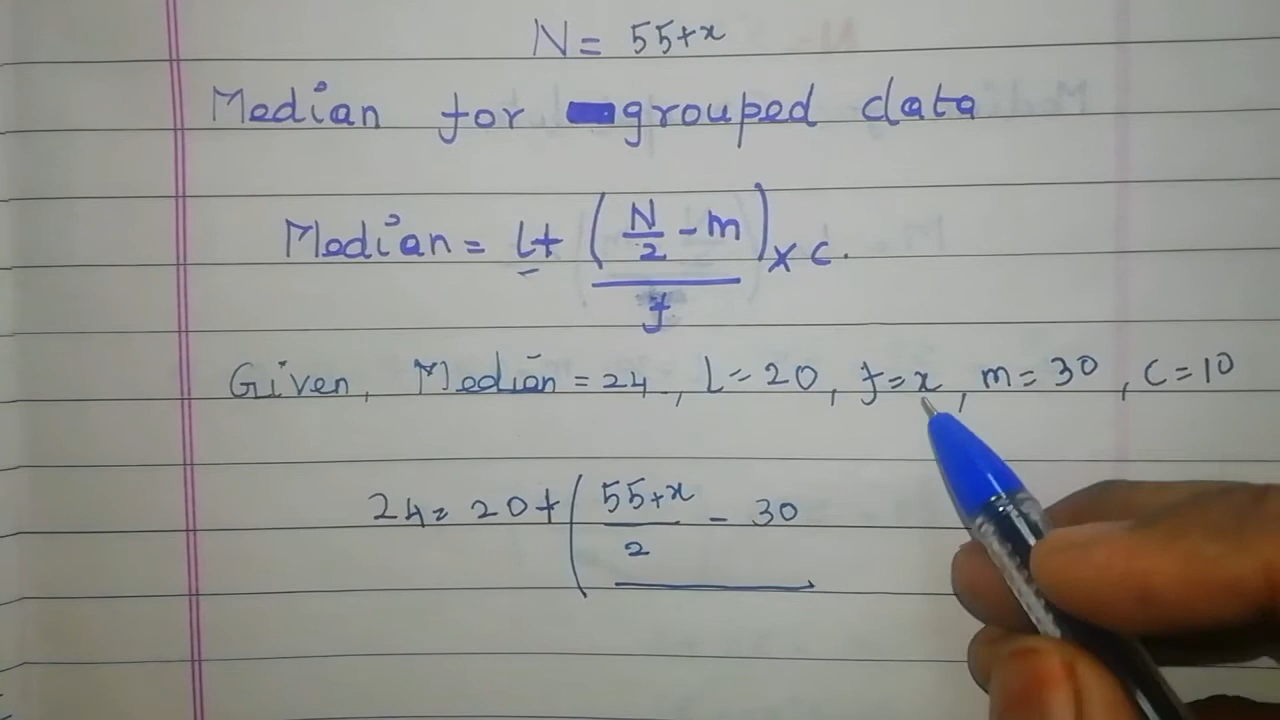 N = 55+x
Median for grouped data
Median = L+ (N/2 - m)/f × c.
Given, Median = 24, L = 20, f = x, m = 30, C = 10
24 = 20 + (55+x/2 - 30